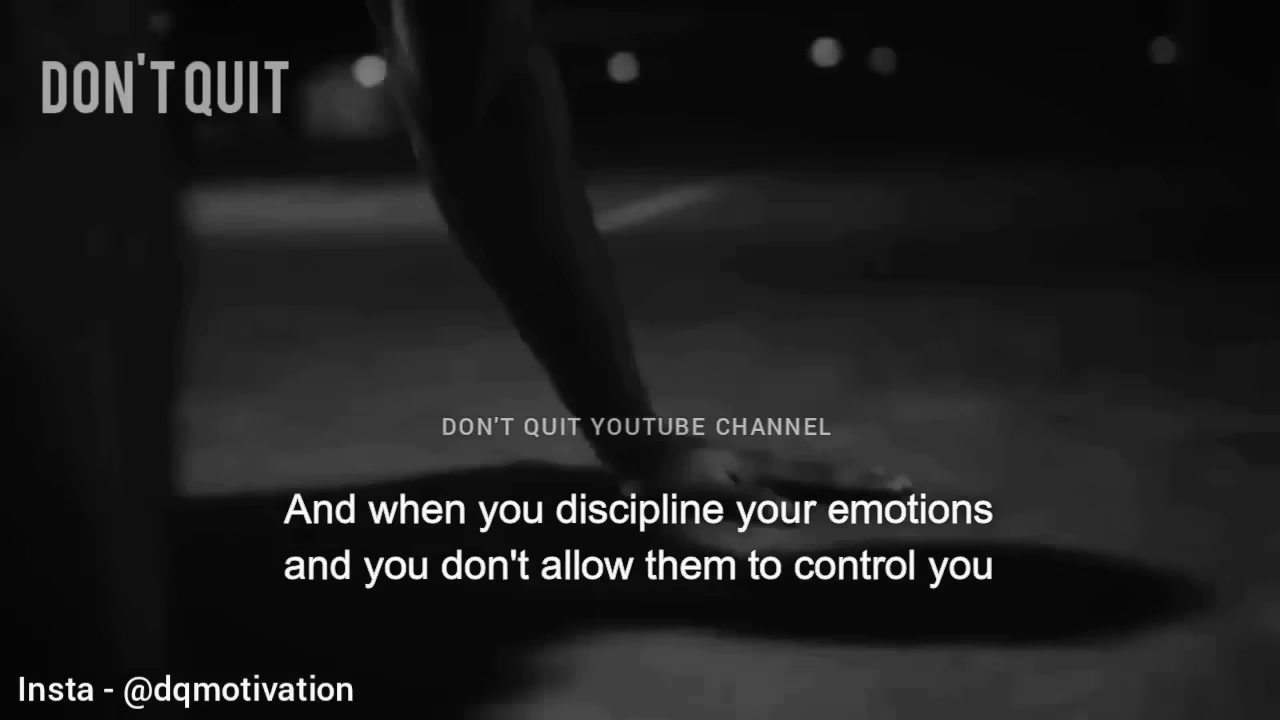 DON'T QUIT
DON'T QUIT YOUTUBE CHANNEL
And when you discipline your emotions
and you don't allow them to control you
Insta - @dqmotivation